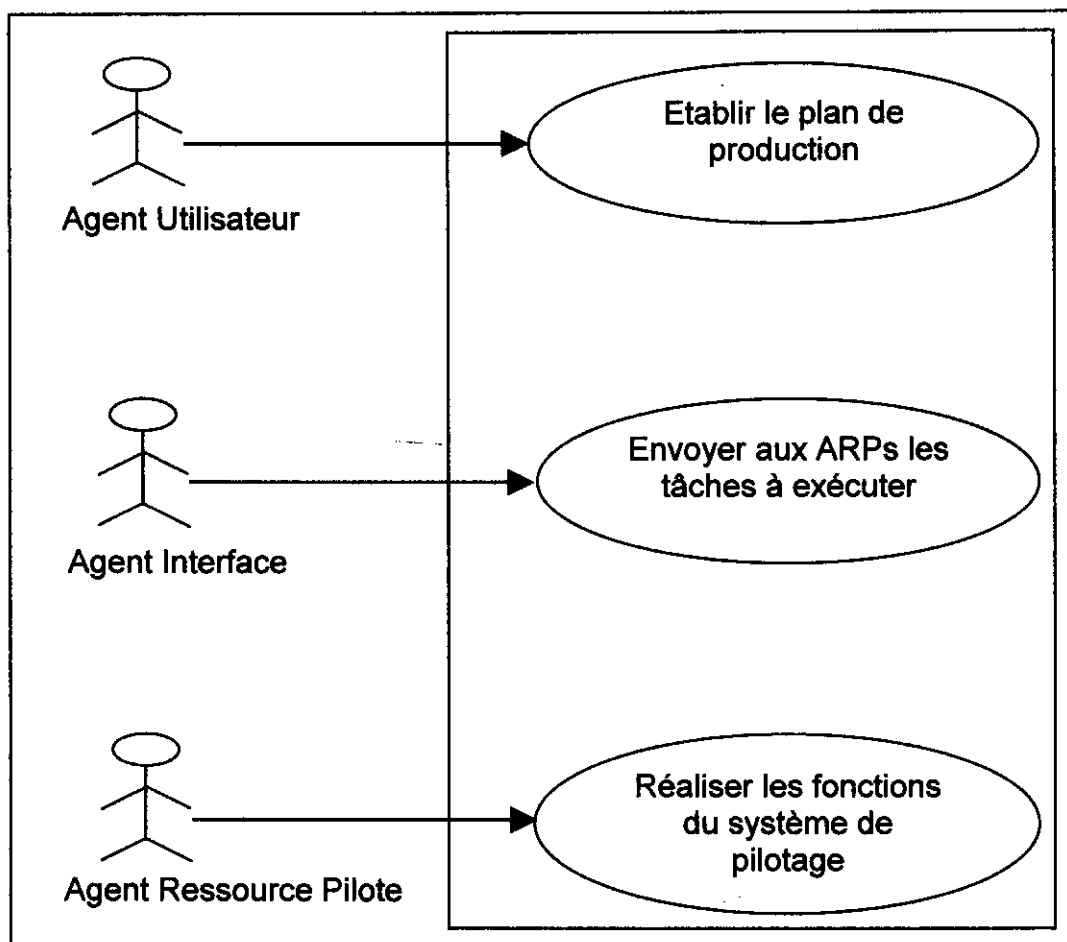 Etablir le plan de
production
Agent Utilisateur
Envoyer aux ARPs les
tâches à exécuter
Agent Interface
Réaliser les fonctions
du système de
pilotage
Agent Ressource Pilote